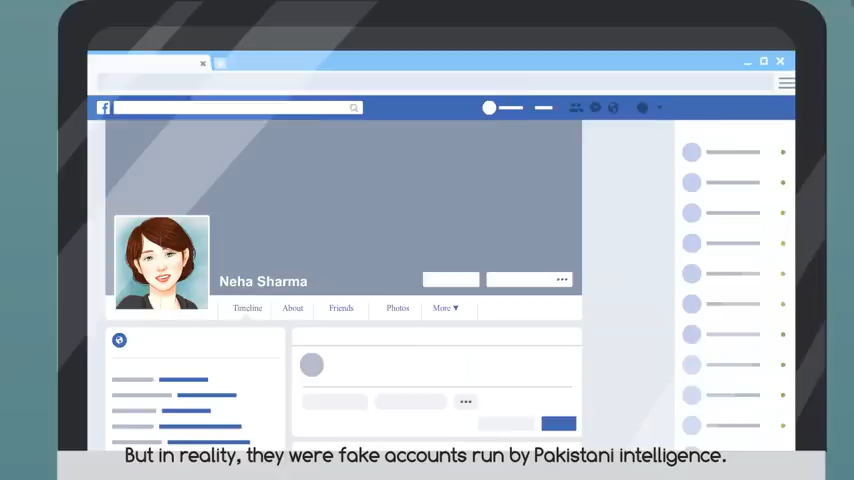 f
Neha Sharma
Timeline About Friends Photos More ▼
But in reality, they were fake accounts run by Pakistani intelligence.